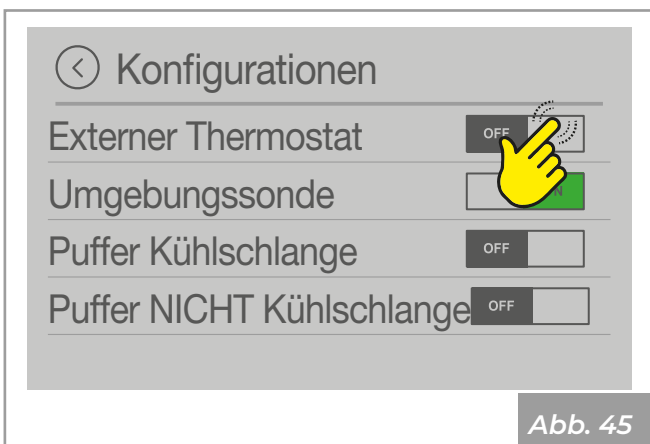 Konfigurationen
Externer Thermostat OFF
Umgebungssonde N
Puffer Kühlschlange OFF
Puffer NICHT Kühlschlange OFF
Abb. 45